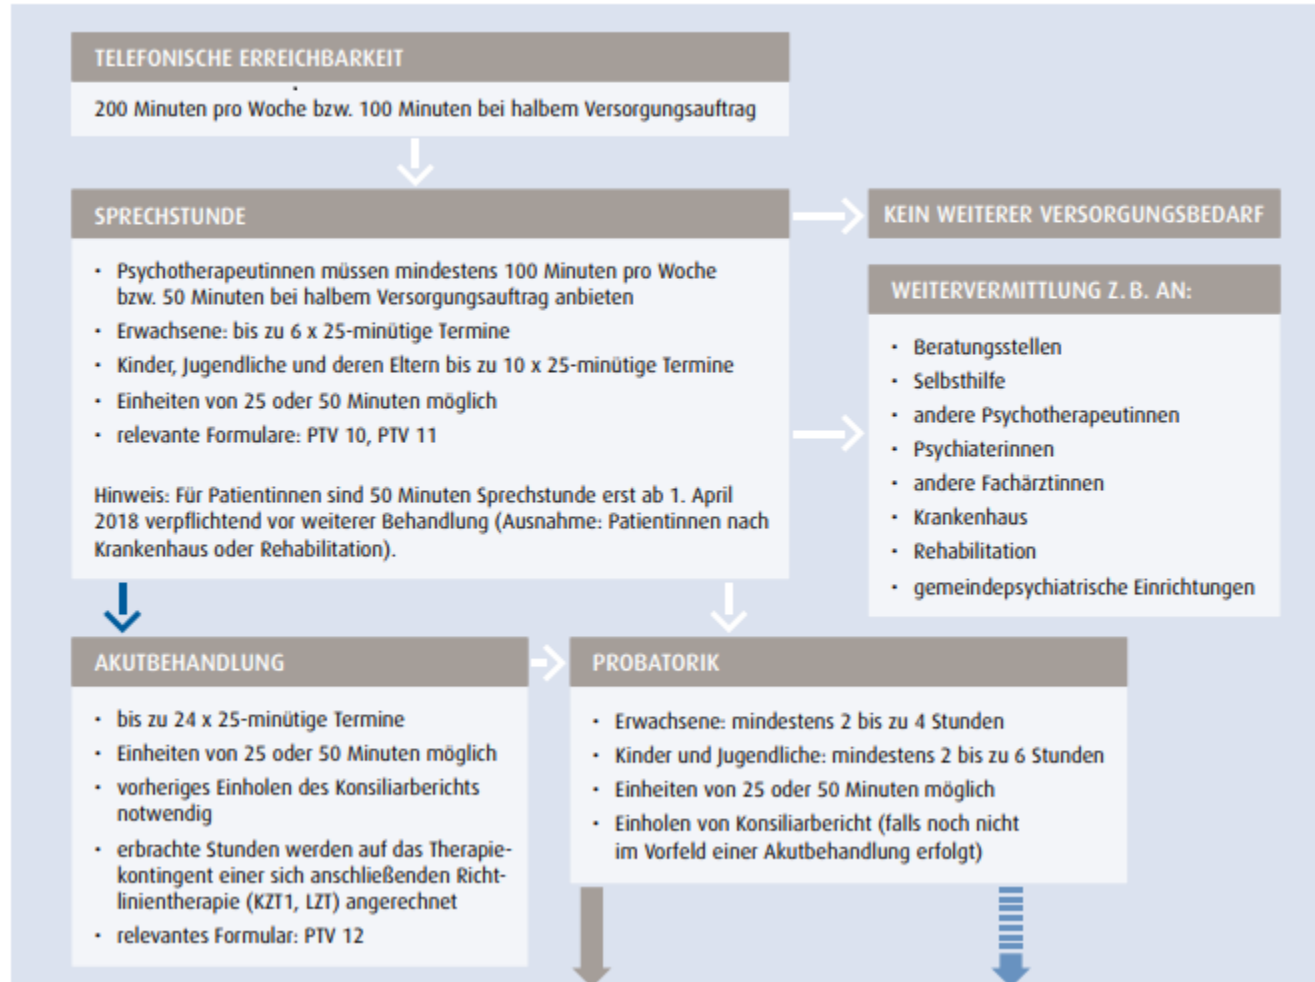 TELEFONISCHE ERREICHBARKEIT
200 Minuten pro Woche bzw. 100 Minuten bei halbem Versorgungsauftrag
SPRECHSTUNDE
• Psychotherapeutinnen müssen mindestens 100 Minuten pro Woche
bzw. 50 Minuten bei halbem Versorgungsauftrag anbieten
• Erwachsene: bis zu 6 x 25-minütige Termine
• Kinder, Jugendliche und deren Eltern bis zu 10 x 25-minütige Termine
• Einheiten von 25 oder 50 Minuten möglich
• relevante Formulare: PTV 10, PTV 11
Hinweis: Für Patientinnen sind 50 Minuten Sprechstunde erst ab 1. April
2018 verpflichtend vor weiterer Behandlung (Ausnahme: Patientinnen nach
Krankenhaus oder Rehabilitation).
KEIN WEITERER VERSORGUNGSBEDARF
WEITERVERMITTLUNG Z. B. AN:
• Beratungsstellen
• Selbsthilfe
• andere Psychotherapeutinnen
• Psychiaterinnen
• andere Fachärztinnen
• Krankenhaus
• Rehabilitation
• gemeindepsychiatrische Einrichtungen
AKUTBEHANDLUNG
• bis zu 24 x 25-minütige Termine
• Einheiten von 25 oder 50 Minuten möglich
• vorheriges Einholen des Konsiliarberichts
notwendig
• erbrachte Stunden werden auf das Therapie-
kontingent einer sich anschließenden Richt-
linientherapie (KZT1, LZT) angerechnet
• relevantes Formular: PTV 12
PROBATORIK
• Erwachsene: mindestens 2 bis zu 4 Stunden
• Kinder und Jugendliche: mindestens 2 bis zu 6 Stunden
• Einheiten von 25 oder 50 Minuten möglich
• Einholen von Konsiliarbericht (falls noch nicht
im Vorfeld einer Akutbehandlung erfolgt)